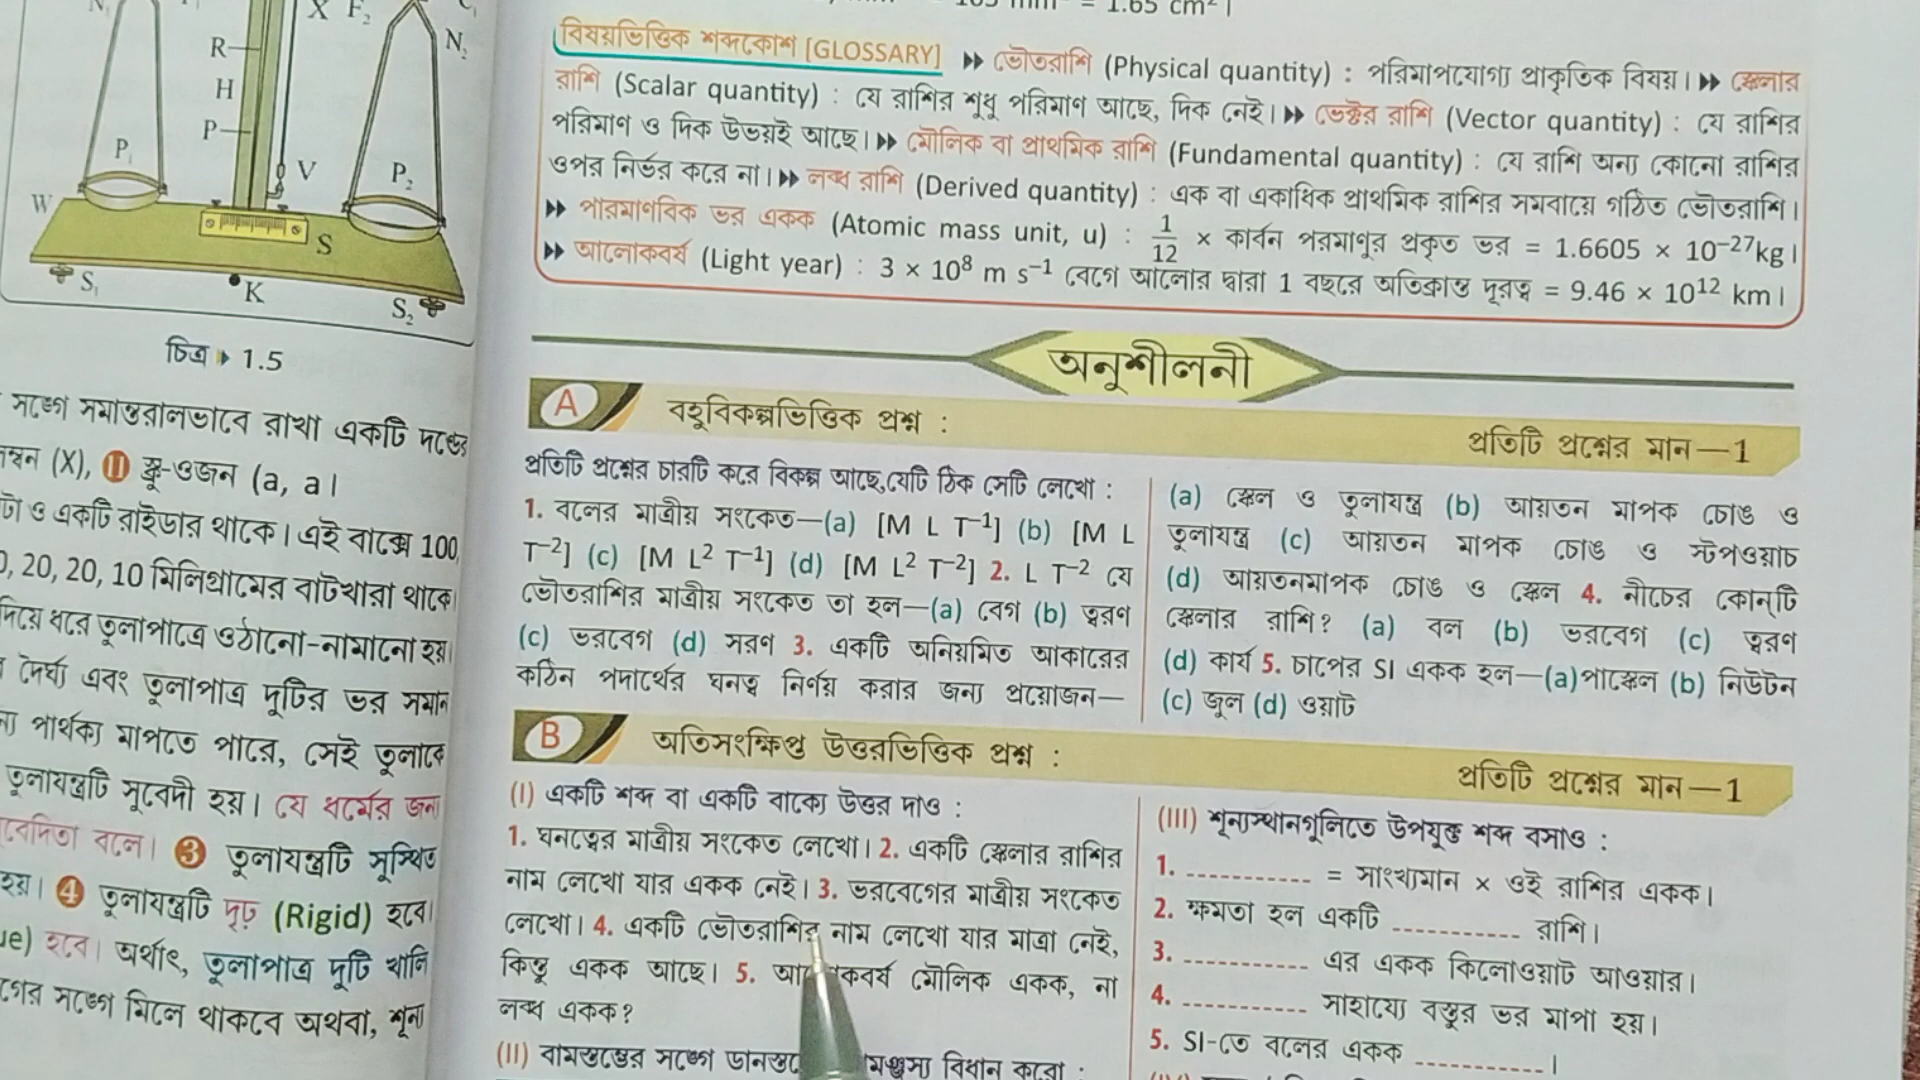 = 1.65 cm² |
N₁
X F₂
C₁
N₂
R
H
P
P₁
V
P₂
W
S
S₁
K
S₂
চিত্র ▶ 1.5
সঙ্গে সমান্তরালভাবে রাখা একটি দণ্ডের
(X), II স্ক্রু-ওজন (a, a।
ও একটি রাইডার থাকে। এই বাক্সে 100,
20, 20, 10 মিলিগ্রামের বাটখারা থাকে।
দিয়ে ধরে তুলাপাত্রে ওঠানো-নামানো হয়।
দৈর্ঘ্য এবং তুলাপাত্র দুটির ভর সমান
পার্থক্য মাপতে পারে, সেই তুলাকে
তুলাযন্ত্রটি সুবেদী হয়। যে ধর্মের জন্য
বলে। 3 তুলাযন্ত্রটি সুস্থিত
হয়। 4 তুলাযন্ত্রটি দৃঢ় (Rigid) হবে।
হবে। অর্থাৎ, তুলাপাত্র দুটি খালি
সঙ্গে মিলে থাকবে অথবা, শূন্য
বিষয়ভিত্তিক শব্দকোশ [GLOSSARY] ▶▶ ভৌতরাশি (Physical quantity) : পরিমাপযোগ্য প্রাকৃতিক বিষয়। ▶▶ স্কেলার
রাশি (Scalar quantity) : যে রাশির শুধু পরিমাণ আছে, দিক নেই। ▶▶ ভেক্টর রাশি (Vector quantity) : যে রাশির
পরিমাণ ও দিক উভয়ই আছে। ▶▶ মৌলিক বা প্রাথমিক রাশি (Fundamental quantity) : যে রাশি অন্য কোনো রাশির
ওপর নির্ভর করে না। ▶▶ লব্ধ রাশি (Derived quantity) : এক বা একাধিক প্রাথমিক রাশির সমবায়ে গঠিত ভৌতরাশি।
▶▶ পারমাণবিক ভর একক (Atomic mass unit, u) : 1/12 × কার্বন পরমাণুর প্রকৃত ভর = 1.6605 × 10⁻²⁷kg।
▶▶ আলোকবর্ষ (Light year) : 3 × 10⁸ m s⁻¹ বেগে আলোর দ্বারা 1 বছরে অতিক্রান্ত দূরত্ব = 9.46 × 10¹² km।
অনুশীলনী
A বহুবিকল্পভিত্তিক প্রশ্ন :
প্রতিটি প্রশ্নের মান—1
প্রতিটি প্রশ্নের চারটি করে বিকল্প আছে,যেটি ঠিক সেটি লেখো :
1. বলের মাত্রীয় সংকেত—(a) [M L T⁻¹] (b) [M L
T⁻²] (c) [M L² T⁻¹] (d) [M L² T⁻²] 2. L T⁻² যে
ভৌতরাশির মাত্রীয় সংকেত তা হল—(a) বেগ (b) ত্বরণ
(c) ভরবেগ (d) সরণ 3. একটি অনিয়মিত আকারের
কঠিন পদার্থের ঘনত্ব নির্ণয় করার জন্য প্রয়োজন—
(a) স্কেল ও তুলাযন্ত্র (b) আয়তন মাপক চোঙ ও
তুলাযন্ত্র (c) আয়তন মাপক চোঙ ও স্টপওয়াচ
(d) আয়তনমাপক চোঙ ও স্কেল 4. নীচের কোন্‌টি
স্কেলার রাশি? (a) বল (b) ভরবেগ (c) ত্বরণ
(d) কার্য 5. চাপের SI একক হল—(a)পাস্কেল (b) নিউটন
(c) জুল (d) ওয়াট
B অতিসংক্ষিপ্ত উত্তরভিত্তিক প্রশ্ন :
প্রতিটি প্রশ্নের মান—1
(I) একটি শব্দ বা একটি বাক্যে উত্তর দাও :
1. ঘনত্বের মাত্রীয় সংকেত লেখো। 2. একটি স্কেলার রাশির
নাম লেখো যার একক নেই। 3. ভরবেগের মাত্রীয় সংকেত
লেখো। 4. একটি ভৌতরাশির নাম লেখো যার মাত্রা নেই,
কিন্তু একক আছে। 5. মৌলিক একক, না
লব্ধ একক?
(II) বামস্তম্ভের সঙ্গে বিধান করো :
(III) শূন্যস্থানগুলিতে উপযুক্ত শব্দ বসাও :
1. ---------- = সাংখ্যমান × ওই রাশির একক।
2. ক্ষমতা হল একটি ---------- রাশি।
3. ---------- এর একক কিলোওয়াট আওয়ার।
4. ---------- সাহায্যে বস্তুর ভর মাপা হয়।
5. SI-তে বলের একক ----------।